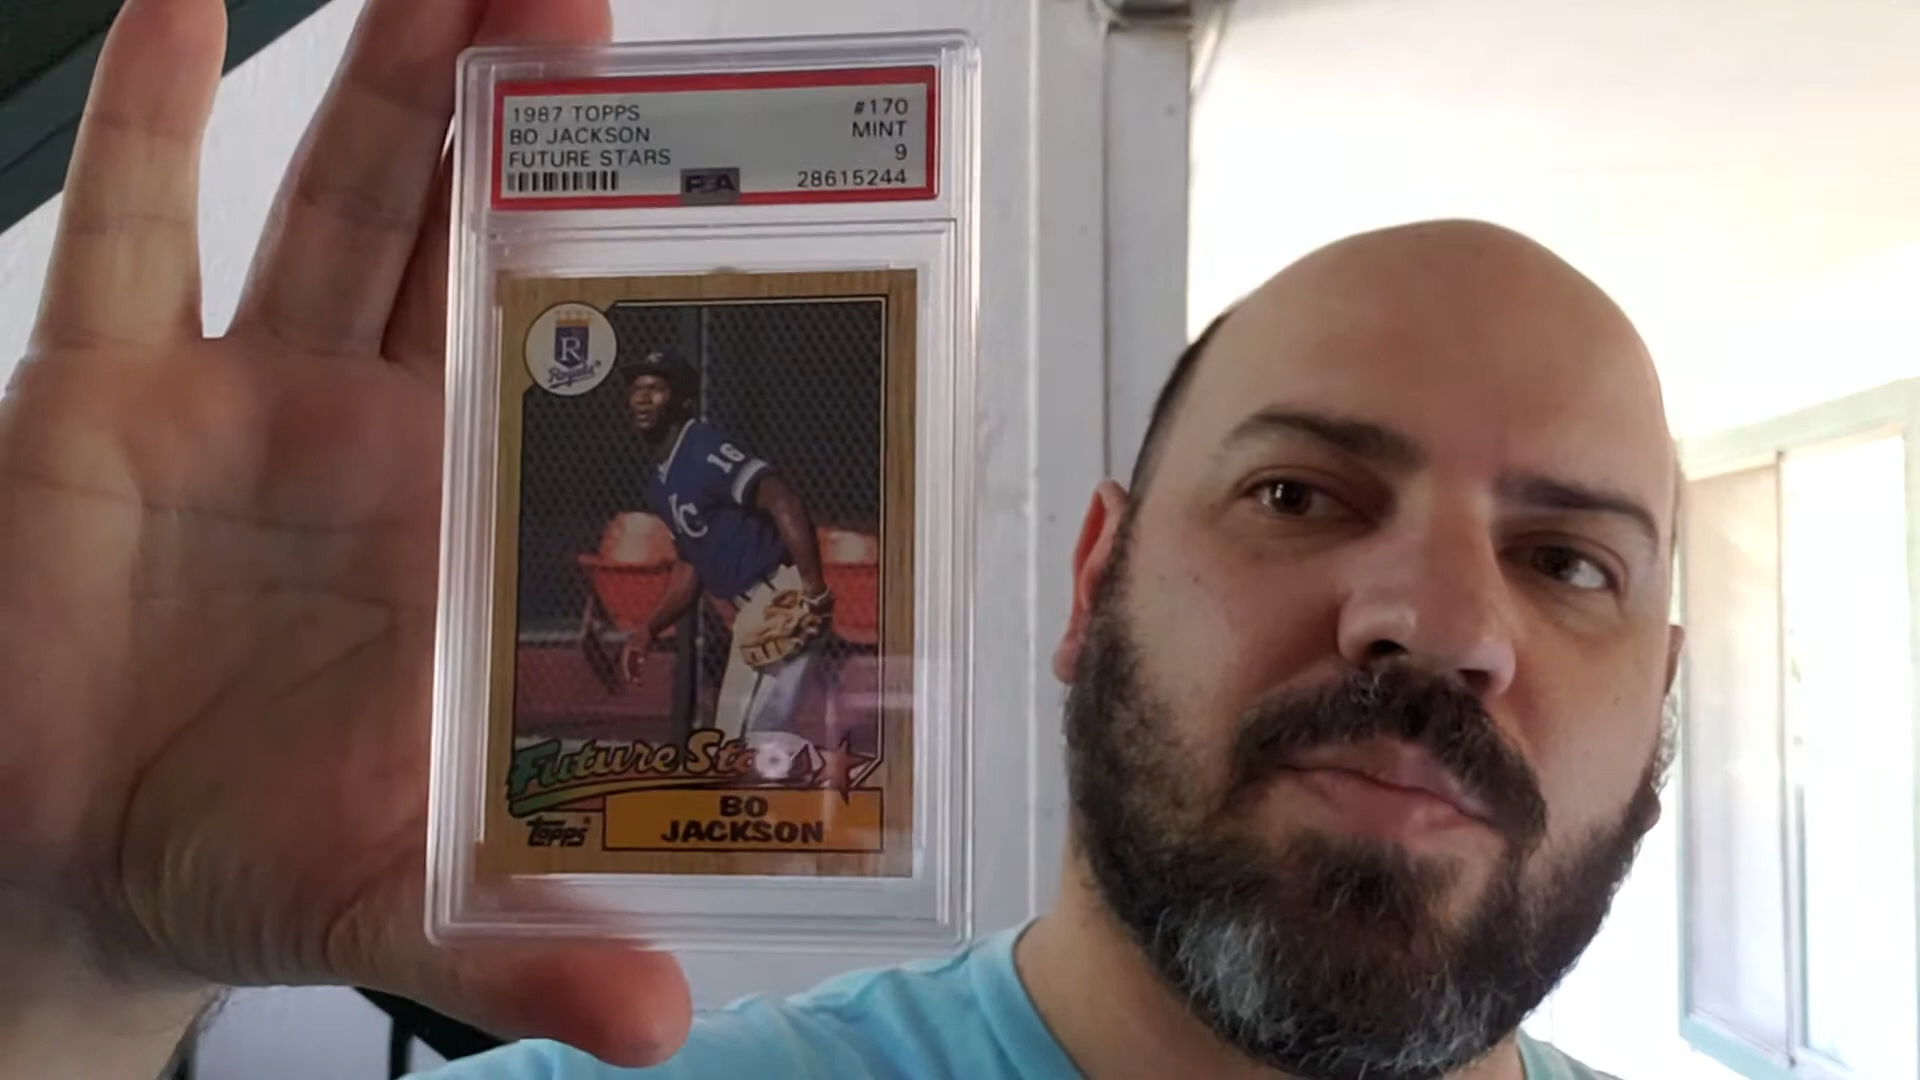 1987 TOPPS #170
BO JACKSON MINT
FUTURE STARS 9
PSA 28615244
R
Royals
KC
16
KC
Future Stars
topps
BO
JACKSON